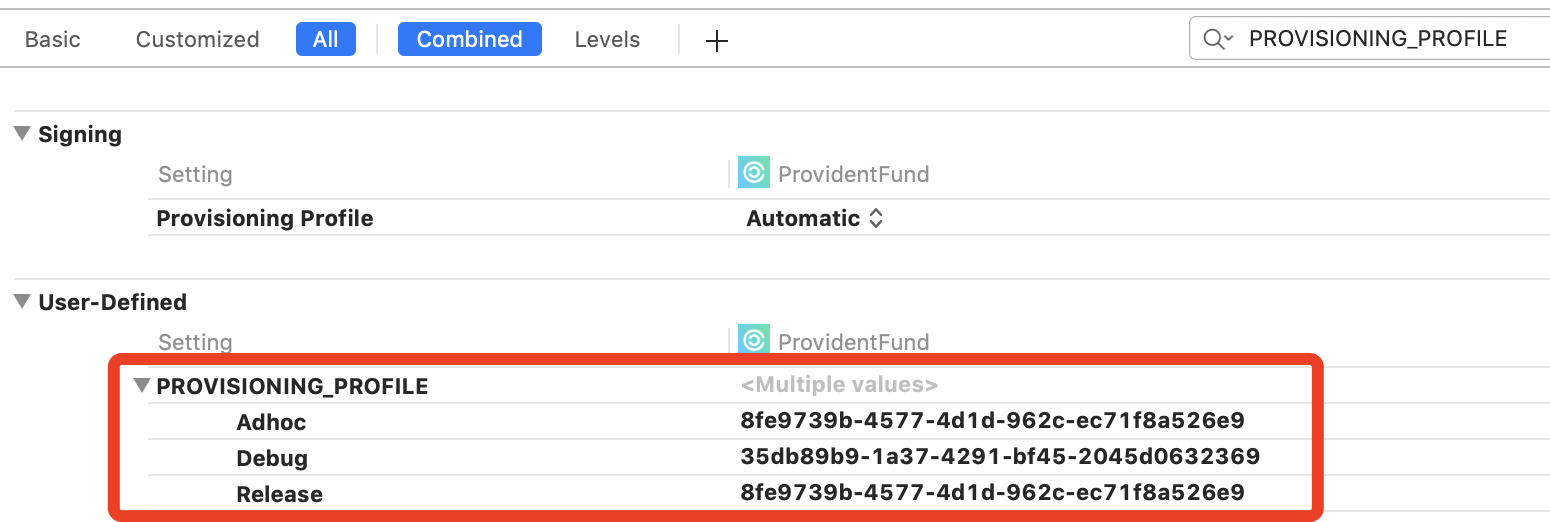 Basic Customized All Combined Levels + PROVISIONING_PROFILE
Signing
Setting ProvidentFund
Provisioning Profile Automatic
User-Defined
Setting ProvidentFund
PROVISIONING_PROFILE <Multiple values>
Adhoc 8fe9739b-4577-4d1d-962c-ec71f8a526e9
Debug 35db89b9-1a37-4291-bf45-2045d0632369
Release 8fe9739b-4577-4d1d-962c-ec71f8a526e9